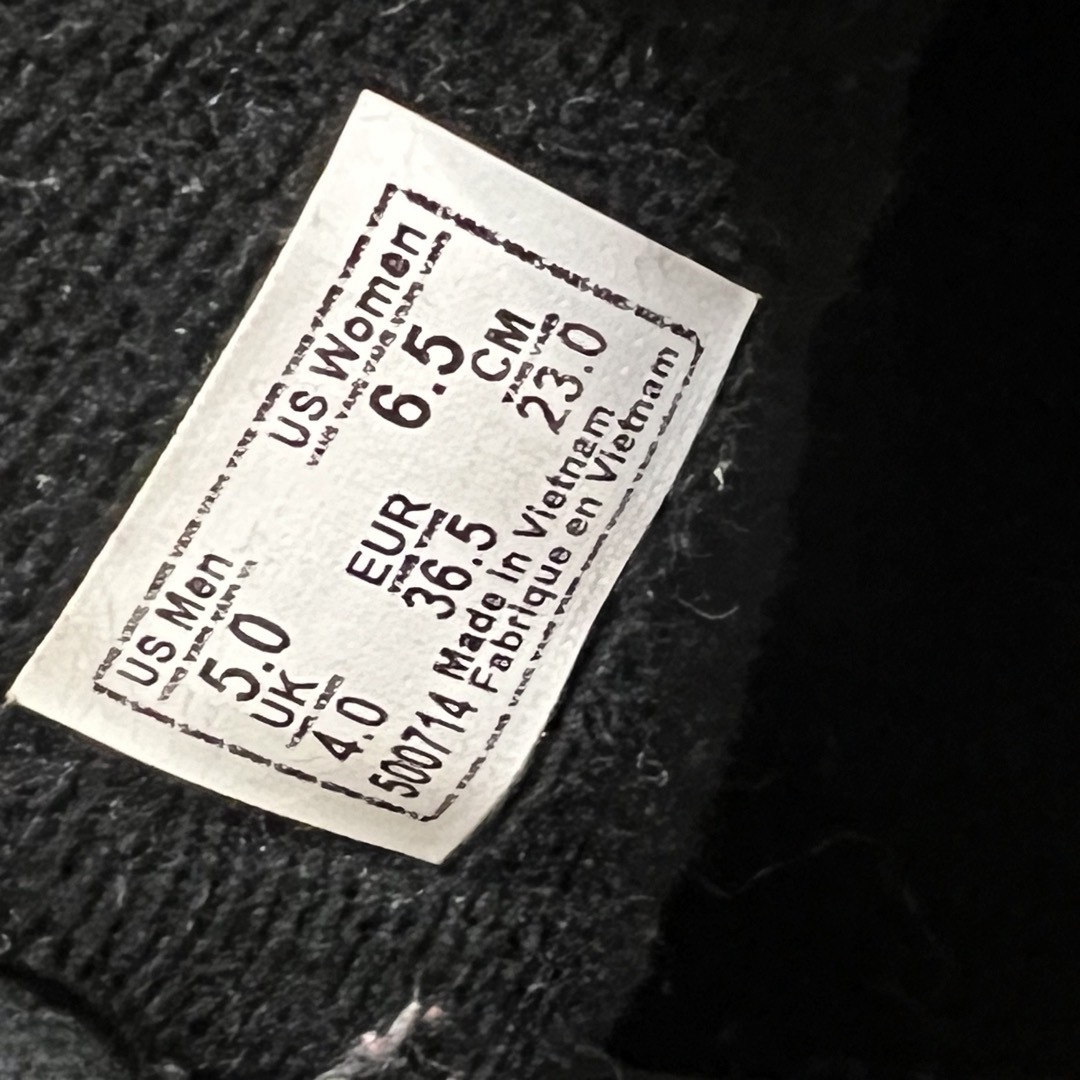 US Men US Women
5.0 6.5
UK EUR CM
4.0 36.5 23.0
500714 Made In Vietnam
Fabrique en Vietnam